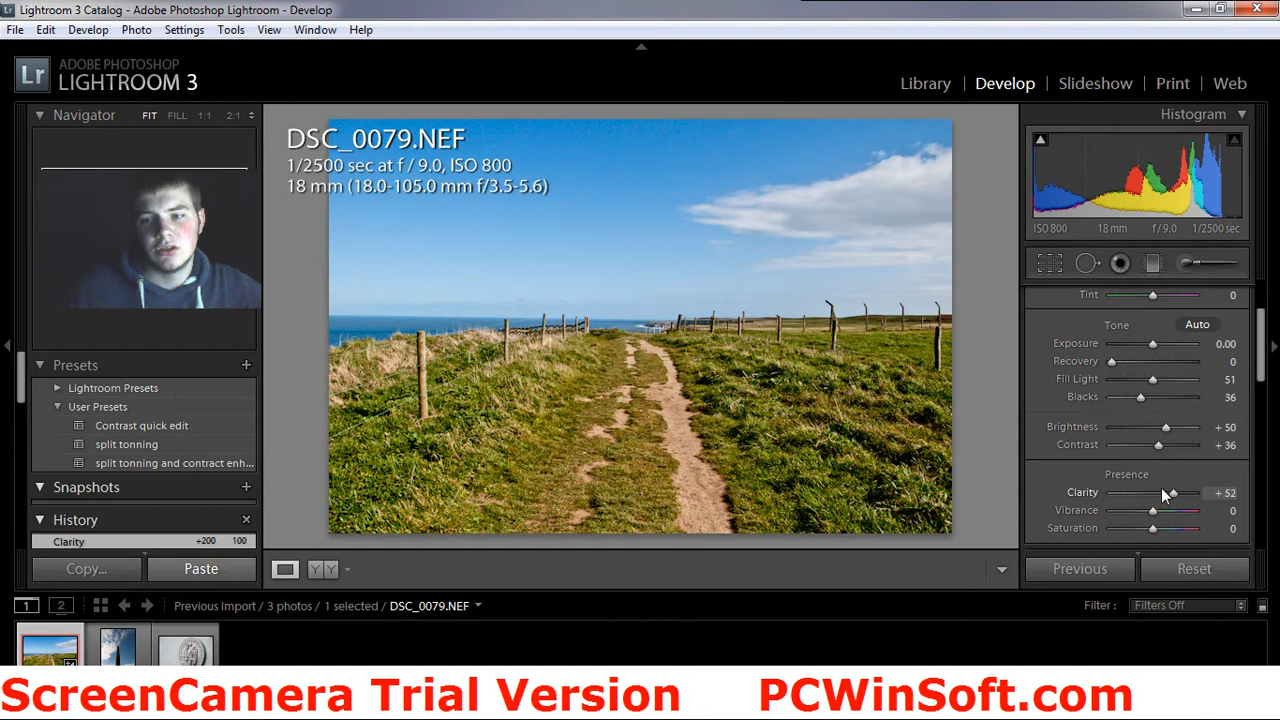 Lightroom 3 Catalog - Adobe Photoshop Lightroom - Develop
File Edit Develop Photo Settings Tools View Window Help
Lr ADOBE PHOTOSHOP
LIGHTROOM 3
Library | Develop | Slideshow | Print | Web
Navigator FIT FILL 1:1 2:1
Histogram
DSC_0079.NEF
1/2500 sec at f / 9.0, ISO 800
18 mm (18.0-105.0 mm f/3.5-5.6)
ISO 800 18 mm f / 9.0 1/2500 sec
Tint 0
Tone Auto
Exposure 0.00
Recovery 0
Fill Light 51
Blacks 36
Brightness + 50
Contrast + 36
Presence
Clarity + 52
Vibrance 0
Saturation 0
Presets +
Lightroom Presets
User Presets
Contrast quick edit
split tonning
split tonning and contract enh...
Snapshots +
History ×
Clarity +200 100
Copy... Paste
Y Y
Previous Reset
1 2 Previous Import / 3 photos / 1 selected / DSC_0079.NEF
Filter : Filters Off
ScreenCamera Trial Version PCWinSoft.com